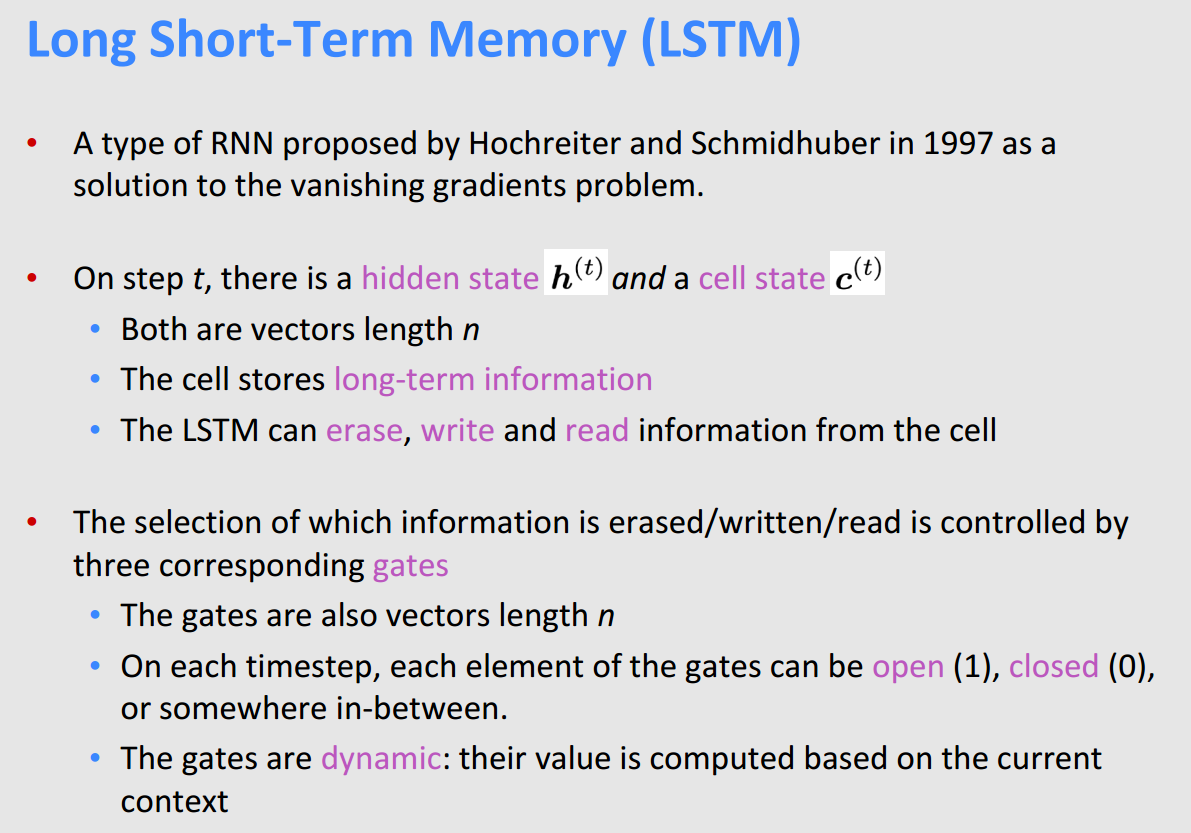 Long Short-Term Memory (LSTM)
• A type of RNN proposed by Hochreiter and Schmidhuber in 1997 as a
solution to the vanishing gradients problem.
• On step t, there is a hidden state h^(t) and a cell state c^(t)
• Both are vectors length n
• The cell stores long-term information
• The LSTM can erase, write and read information from the cell
• The selection of which information is erased/written/read is controlled by
three corresponding gates
• The gates are also vectors length n
• On each timestep, each element of the gates can be open (1), closed (0),
or somewhere in-between.
• The gates are dynamic: their value is computed based on the current
context